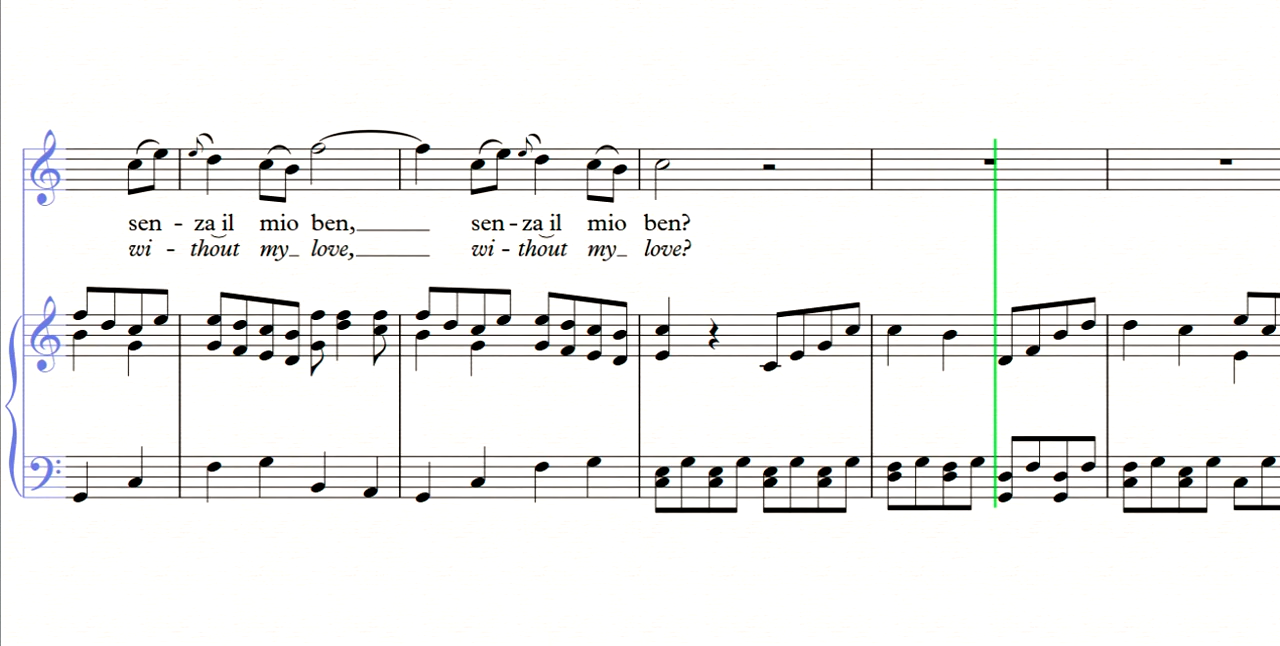 sen - za il mio ben, sen - za il mio ben?
wi - thout my love, wi - thout my love?